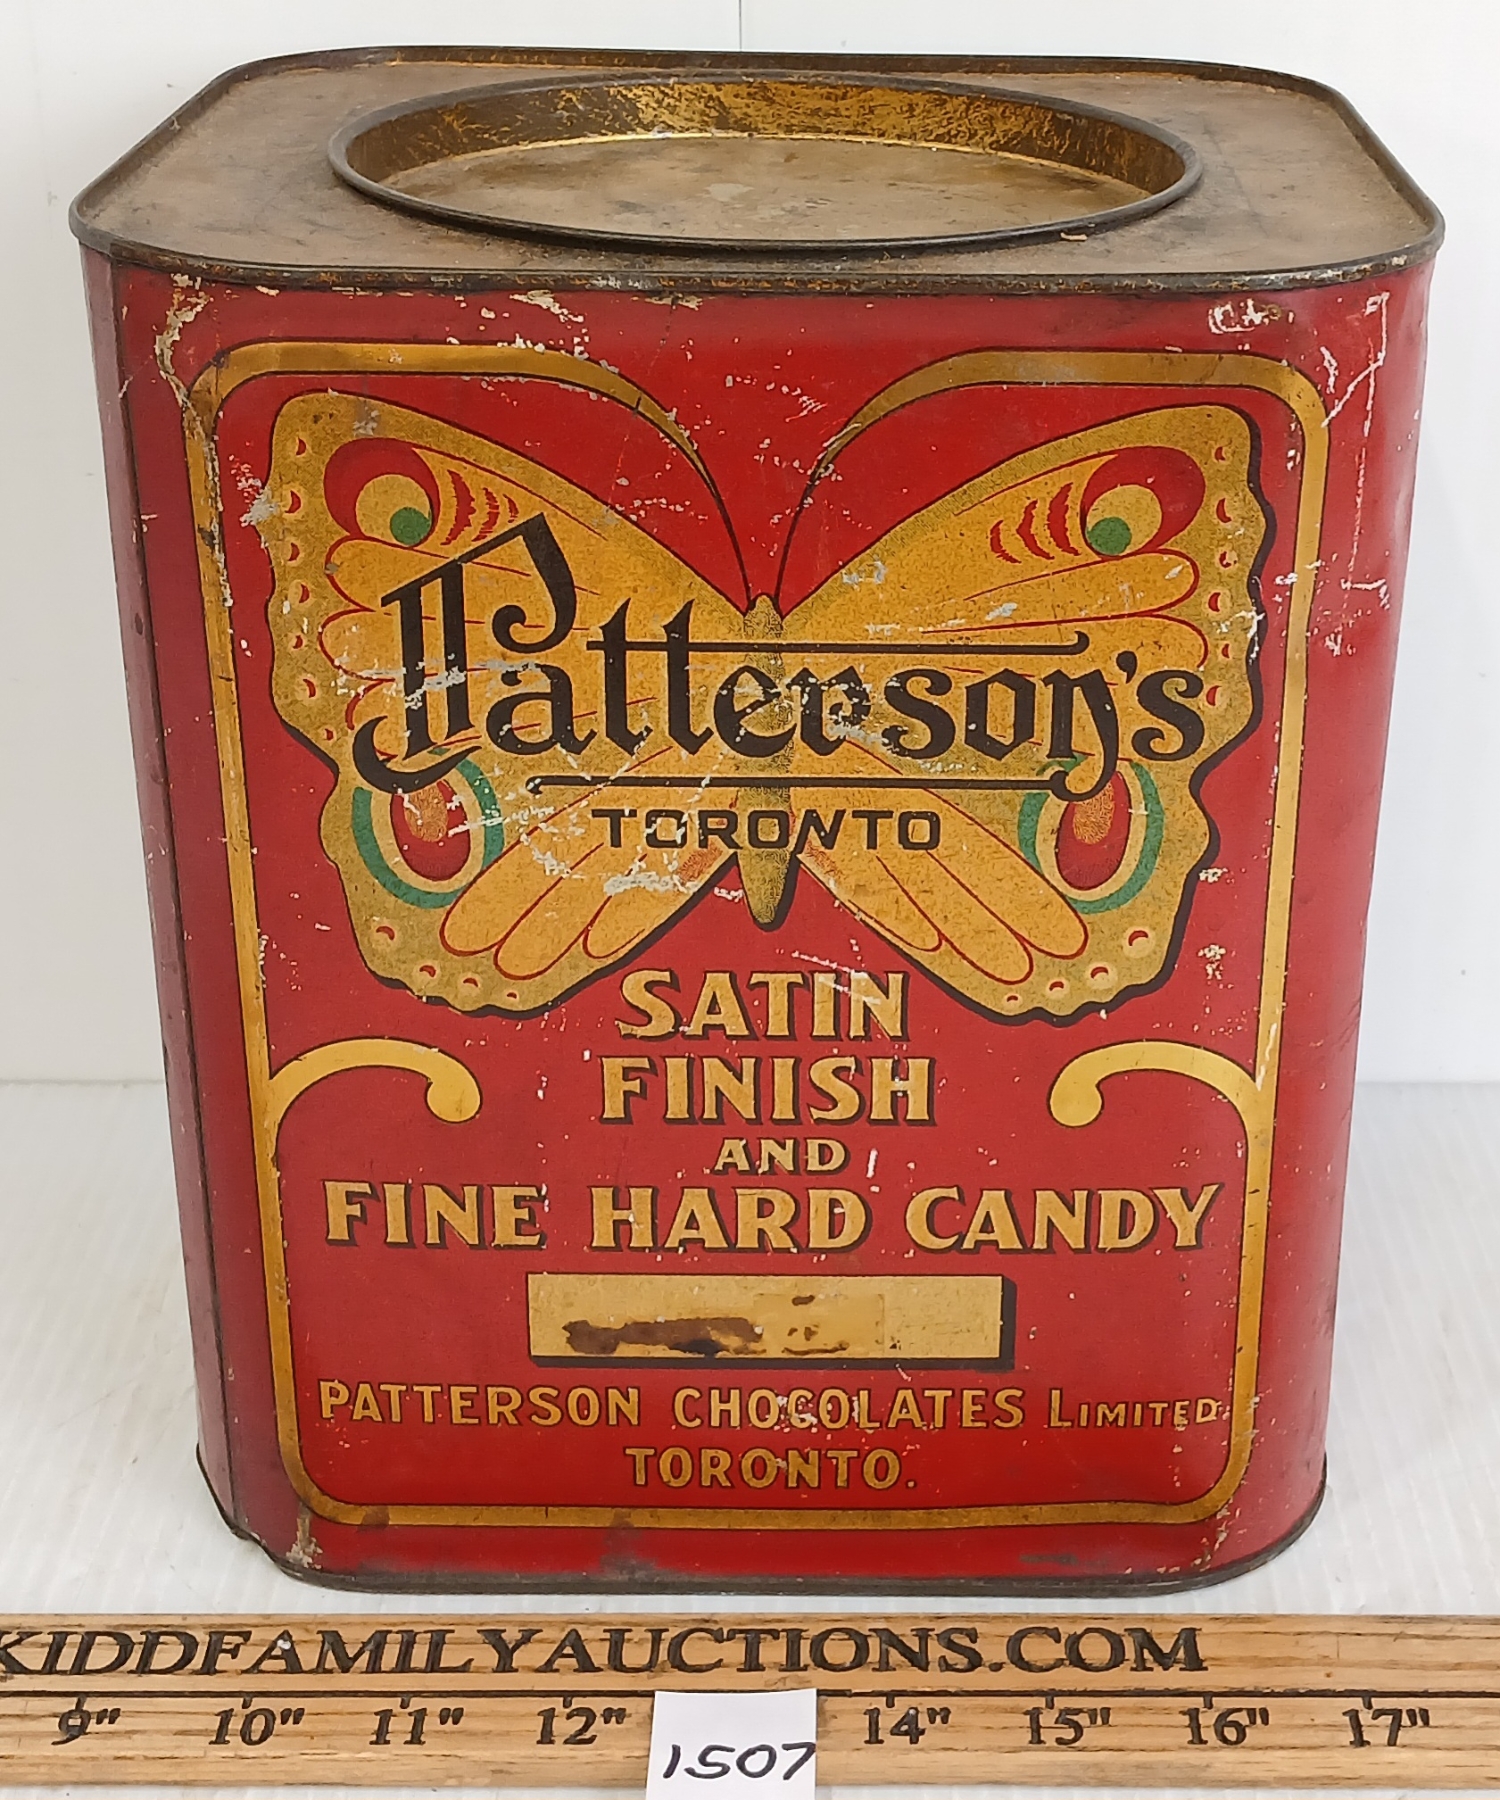 Patterson's
TORONTO
SATIN
FINISH
AND
FINE HARD CANDY
PATTERSON CHOCOLATES LIMITED
TORONTO.
KIDDFAMILYAUCTIONS.COM
9" 10" 11" 12" 14" 15" 16" 17"
1507